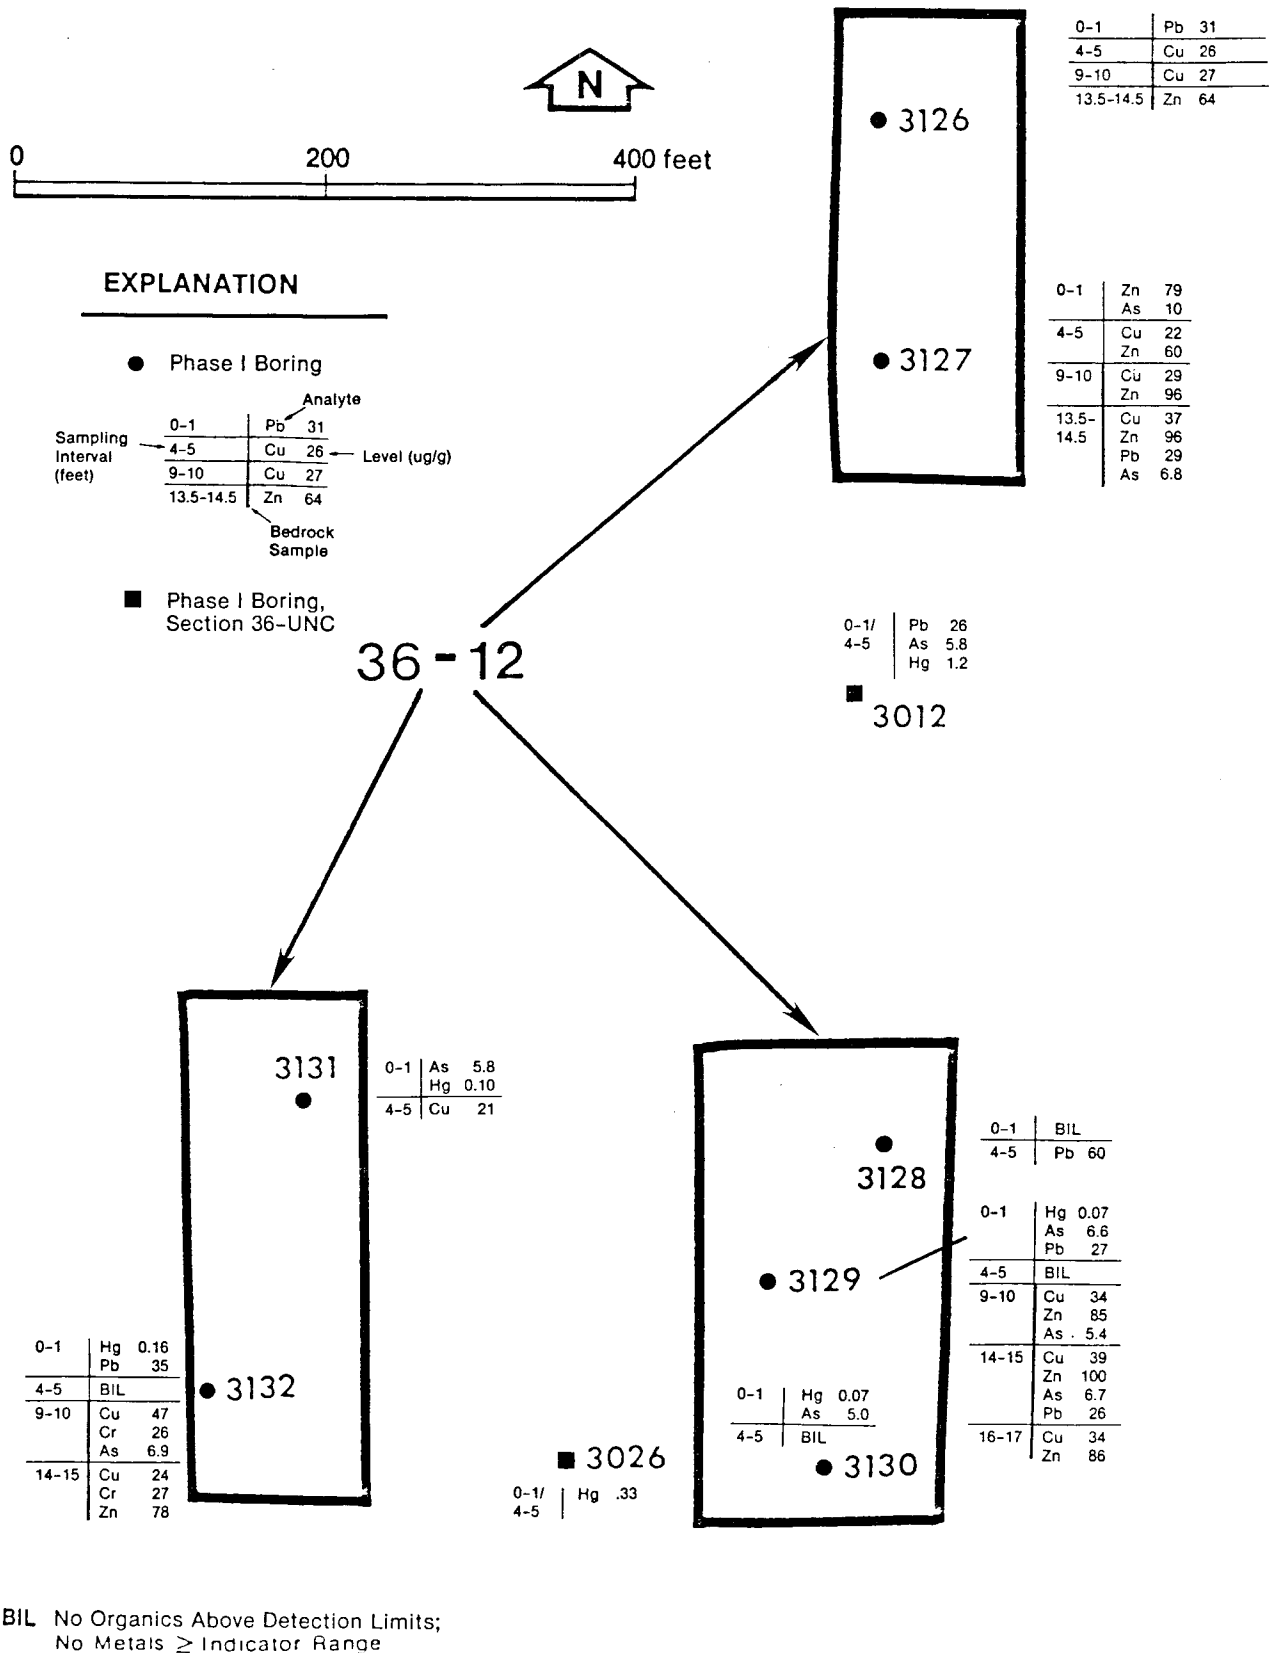 N
0 200 400 feet
EXPLANATION
Phase I Boring
Analyte
0-1 Pb 31
4-5 Cu 26
9-10 Cu 27
13.5-14.5 Zn 64
Sampling
Interval
(feet)
Level (ug/g)
Bedrock
Sample
Phase I Boring,
Section 36-UNC
36-12
0-1 Pb 31
4-5 Cu 26
9-10 Cu 27
13.5-14.5 Zn 64
3126
0-1 Zn 79
As 10
4-5 Cu 22
Zn 60
9-10 Cu 29
Zn 96
13.5- Cu 37
14.5 Zn 96
Pb 29
As 6.8
3127
0-1/ Pb 26
4-5 As 5.8
Hg 1.2
3012
3131
0-1 As 5.8
Hg 0.10
4-5 Cu 21
3128
0-1 BIL
4-5 Pb 60
3129
0-1 Hg 0.07
As 6.6
Pb 27
4-5 BIL
9-10 Cu 34
Zn 85
As 5.4
14-15 Cu 39
Zn 100
As 6.7
Pb 26
16-17 Cu 34
Zn 86
0-1 Hg 0.16
Pb 35
4-5 BIL
9-10 Cu 47
Cr 26
As 6.9
14-15 Cu 24
Cr 27
Zn 78
3132
0-1 Hg 0.07
As 5.0
4-5 BIL
3130
3026
0-1/ Hg .33
4-5
BIL No Organics Above Detection Limits;
No Metals ≥ Indicator Range